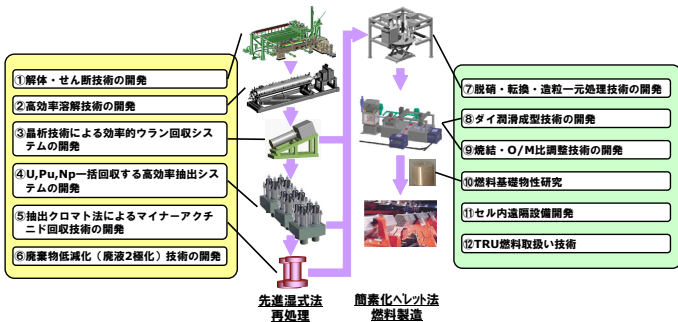 ①解体・せん断技術の開発
②高効率溶解技術の開発
③晶析技術による効率的ウラン回収シス
テムの開発
④U,Pu,Np一括回収する高効率抽出シス
テムの開発
⑤抽出クロマト法によるマイナーアクチ
ニド回収技術の開発
⑥廃棄物低減化（廃液2極化）技術の開発
先進湿式法
再処理
簡素化ペレット法
燃料製造
⑦脱硝・転換・造粒一元処理技術の開発
⑧ダイ潤滑成型技術の開発
⑨焼結・O/M比調整技術の開発
⑩燃料基礎物性研究
⑪セル内遠隔設備開発
⑫TRU燃料取扱い技術